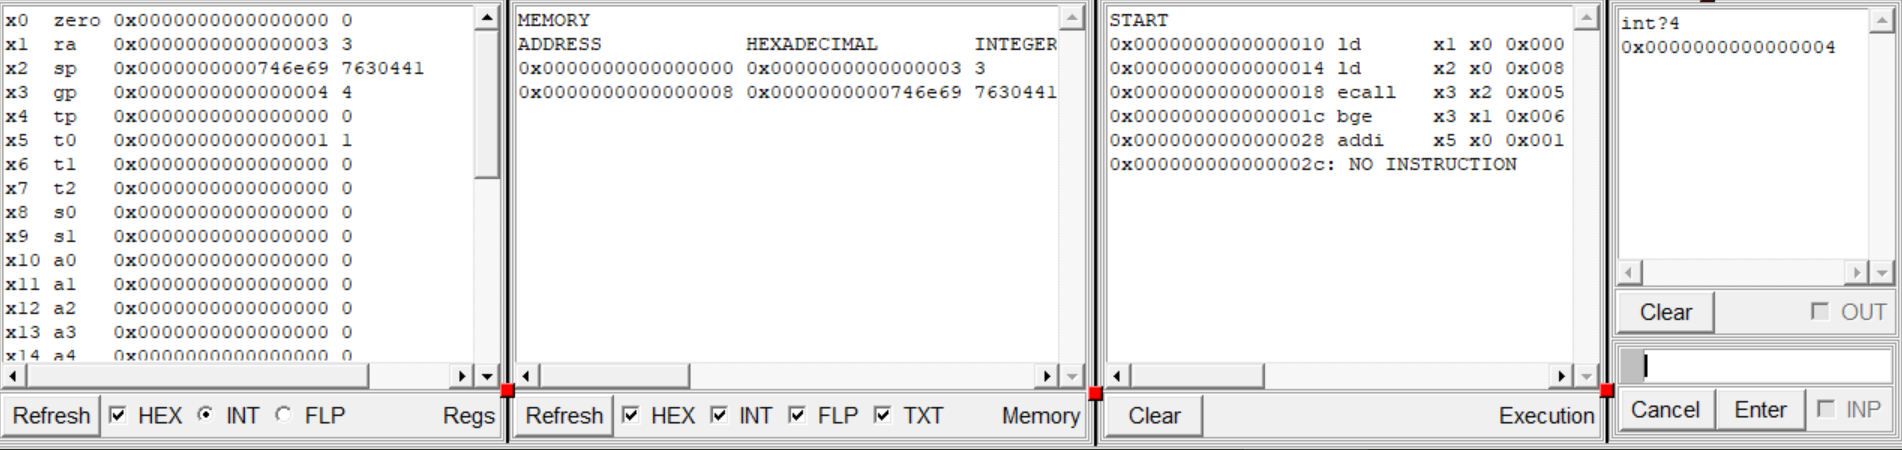 x0 zero 0x0000000000000000 0
x1 ra 0x0000000000000003 3
x2 sp 0x0000000000746e69 7630441
x3 gp 0x0000000000000004 4
x4 tp 0x0000000000000000 0
x5 t0 0x0000000000000001 1
x6 t1 0x0000000000000000 0
x7 t2 0x0000000000000000 0
x8 s0 0x0000000000000000 0
x9 s1 0x0000000000000000 0
x10 a0 0x0000000000000000 0
x11 a1 0x0000000000000000 0
x12 a2 0x0000000000000000 0
x13 a3 0x0000000000000000 0
x14 a4 0x0000000000000000 0
Refresh HEX INT FLP Regs
MEMORY
ADDRESS HEXADECIMAL INTEGER
0x0000000000000000 0x0000000000000003 3
0x0000000000000008 0x0000000000746e69 7630441
Refresh HEX INT FLP TXT Memory
START
0x0000000000000010 ld x1 x0 0x000
0x0000000000000014 ld x2 x0 0x008
0x0000000000000018 ecall x3 x2 0x005
0x000000000000001c bge x3 x1 0x006
0x0000000000000028 addi x5 x0 0x001
0x000000000000002c: NO INSTRUCTION
Clear Execution
int?4
0x0000000000000004
Clear OUT
Cancel Enter INP